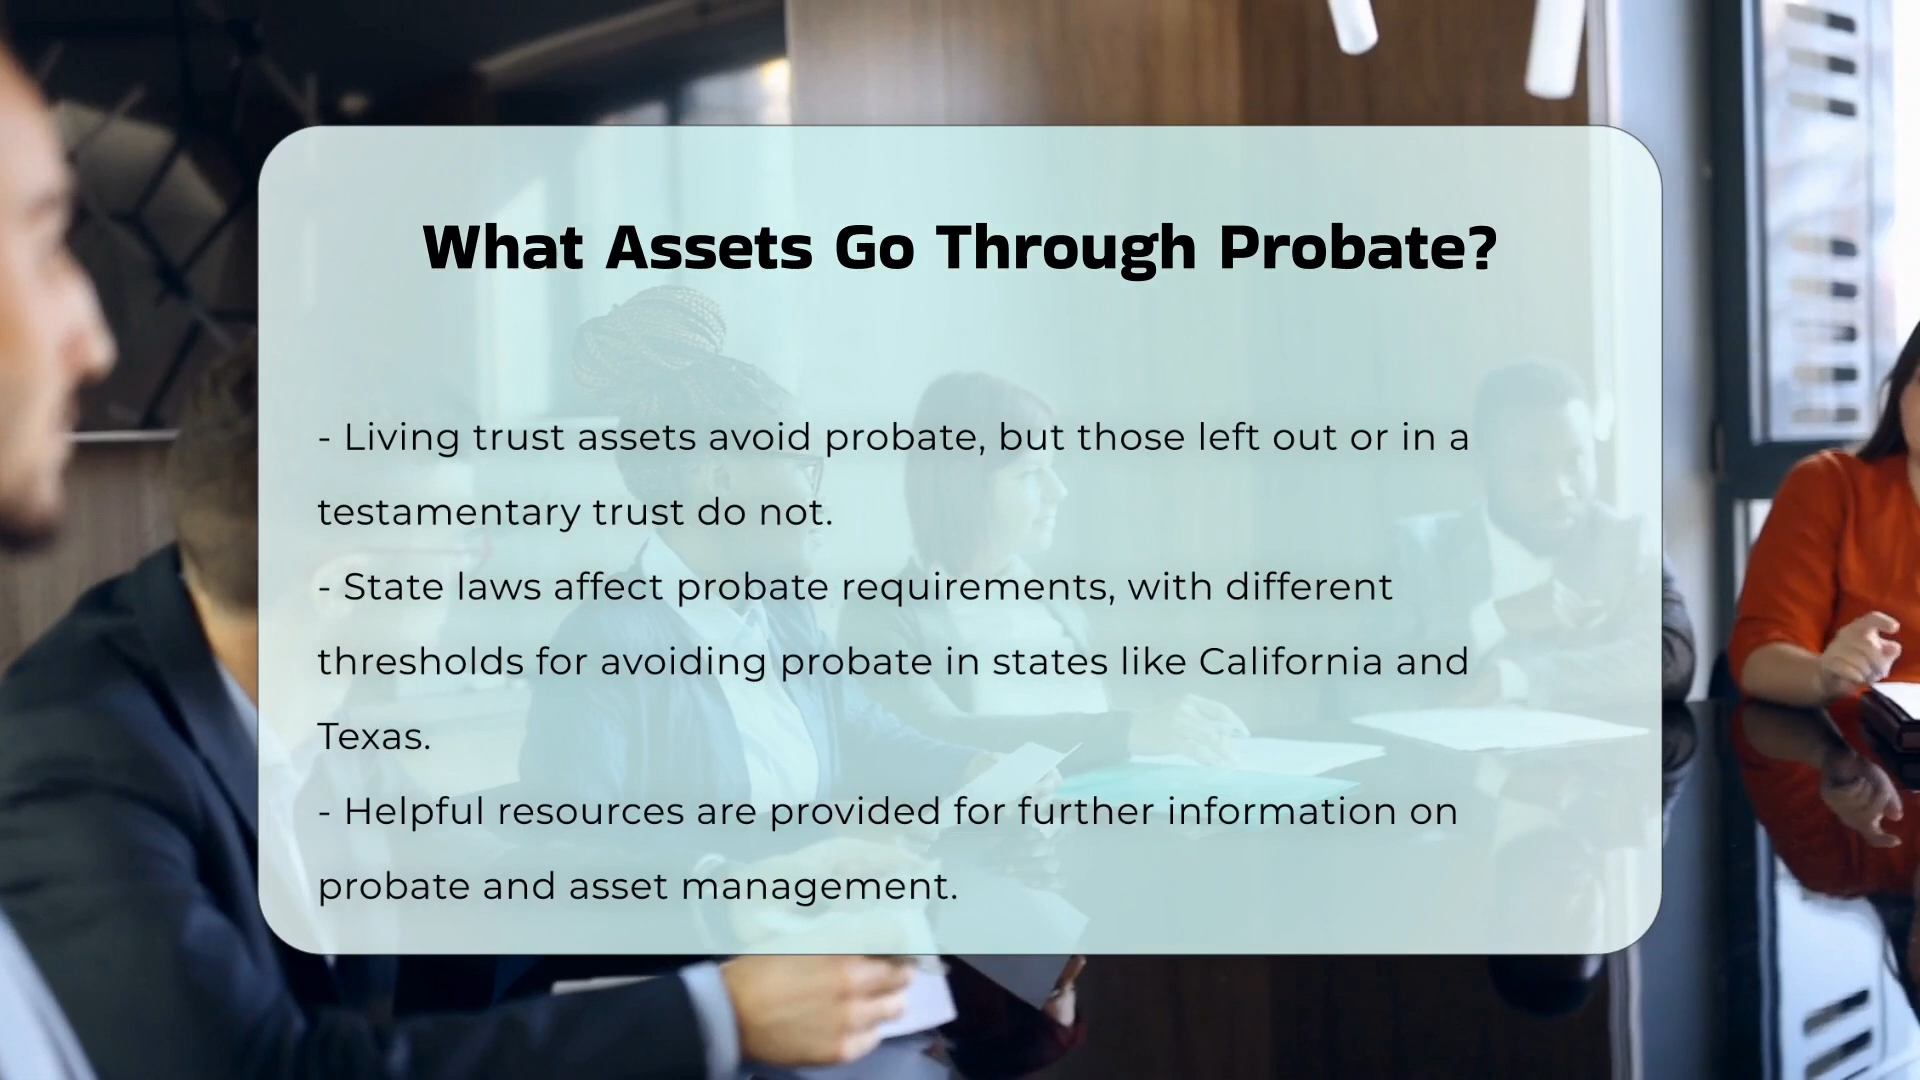 What Assets Go Through Probate?
- Living trust assets avoid probate, but those left out or in a
testamentary trust do not.
- State laws affect probate requirements, with different
thresholds for avoiding probate in states like California and
Texas.
- Helpful resources are provided for further information on
probate and asset management.